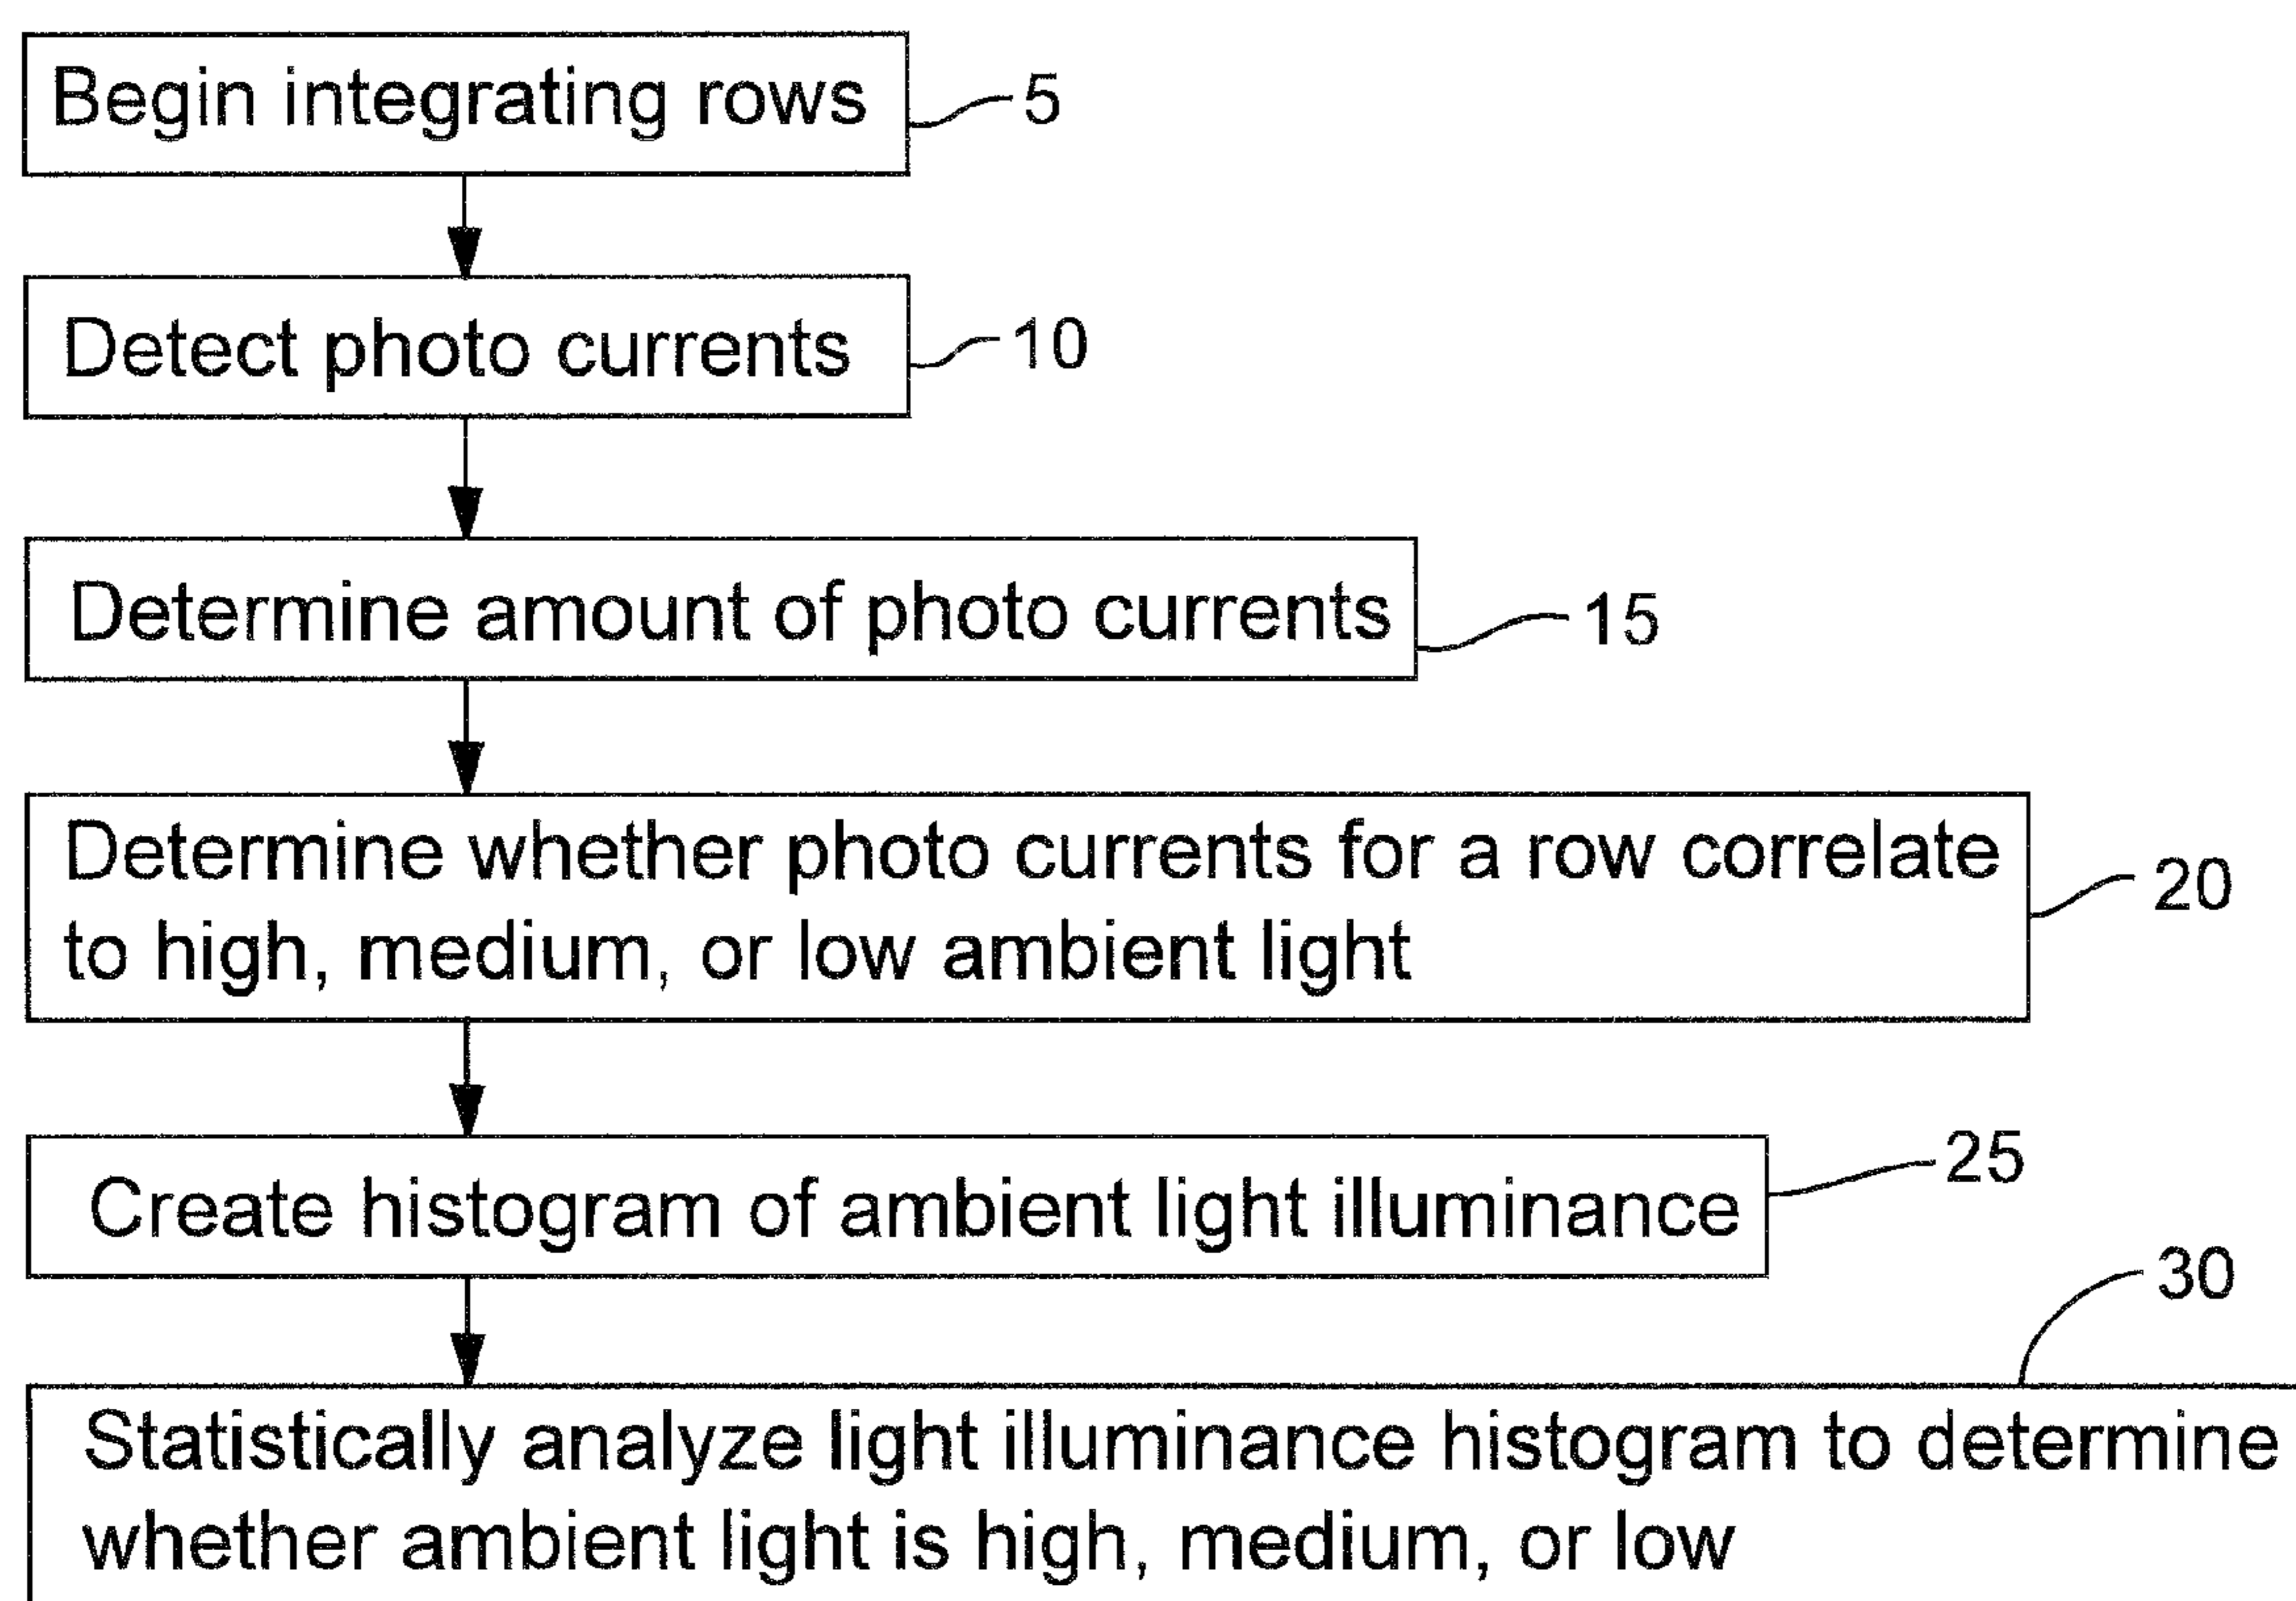 Begin integrating rows
5
Detect photo currents
10
Determine amount of photo currents
15
Determine whether photo currents for a row correlate
to high, medium, or low ambient light
20
Create histogram of ambient light illuminance
25
30
Statistically analyze light illuminance histogram to determine
whether ambient light is high, medium, or low